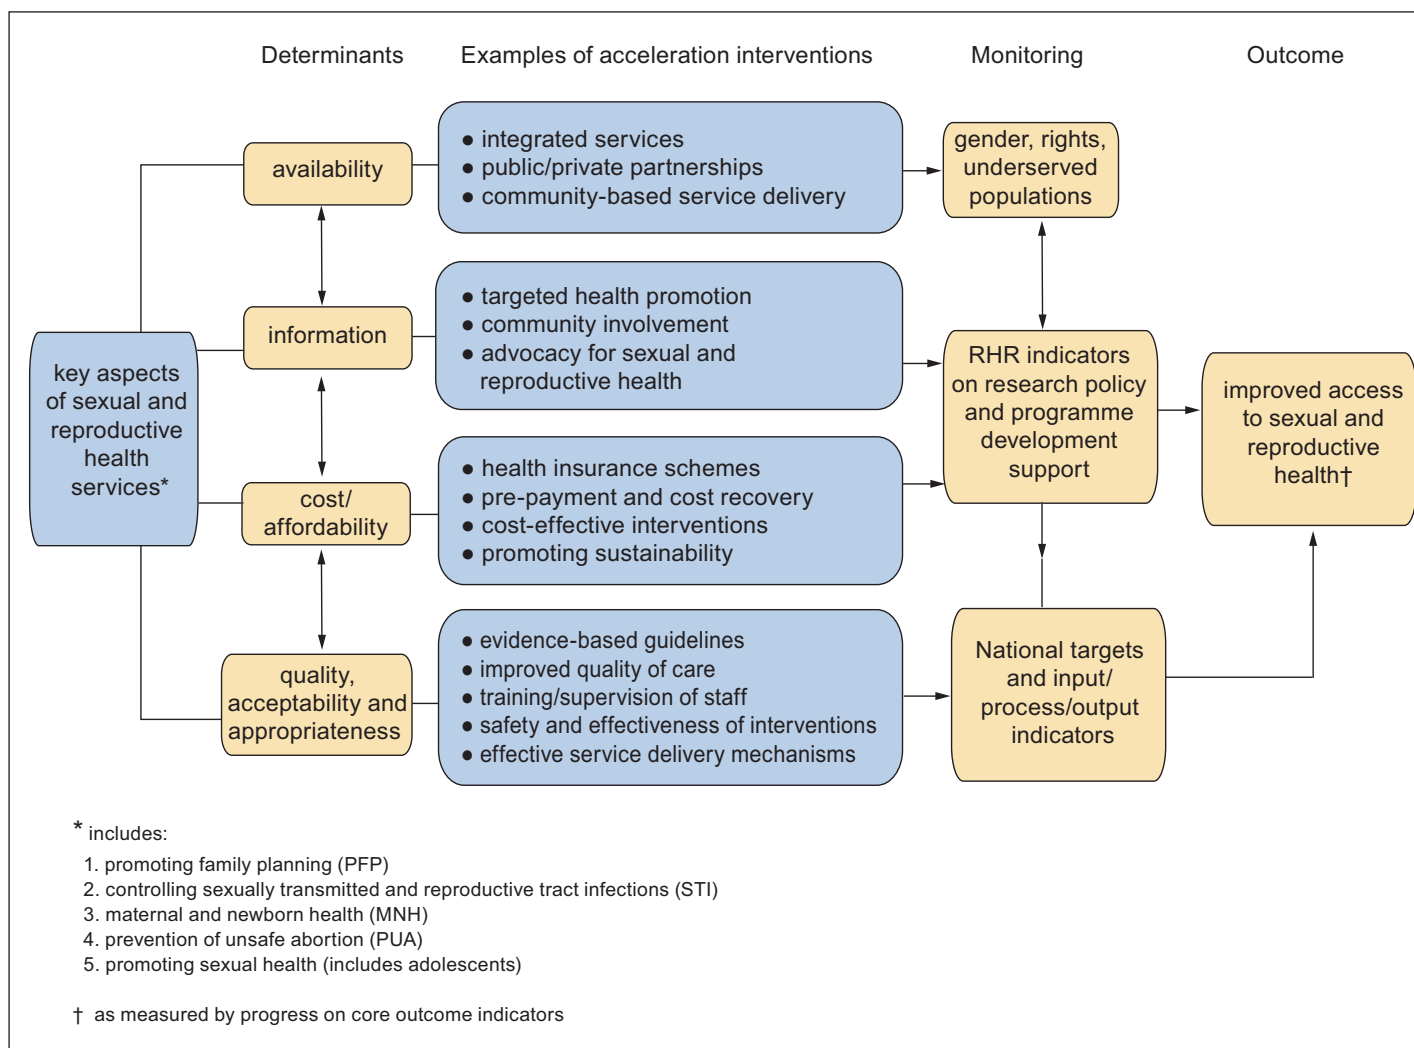 Determants
Examples of acceleration interventions
Monitoring
Outcome
key aspects
of sexual and
reproductive
health
services*
availability
● integrated services
● public/private partnerships
● community-based service delivery
gender, rights,
underserved
populations
information
● targeted health promotion
● community involvement
● advocacy for sexual and
reproductive health
RHR indicators
on research policy
and programme
development
support
cost/
affordability
● health insurance schemes
● pre-payment and cost recovery
● cost-effective interventions
● promoting sustainability
quality,
acceptability and
appropriateness
● evidence-based guidelines
● improved quality of care
● training/supervision of staff
● safety and effectiveness of interventions
● effective service delivery mechanisms
National targets
and input/
process/output
indicators
improved access
to sexual and
reproductive
health†
* includes:
1. promoting family planning (PFP)
2. controlling sexually transmitted and reproductive tract infections (STI)
3. maternal and newborn health (MNH)
4. prevention of unsafe abortion (PUA)
5. promoting sexual health (includes adolescents)
† as measured by progress on core outcome indicators